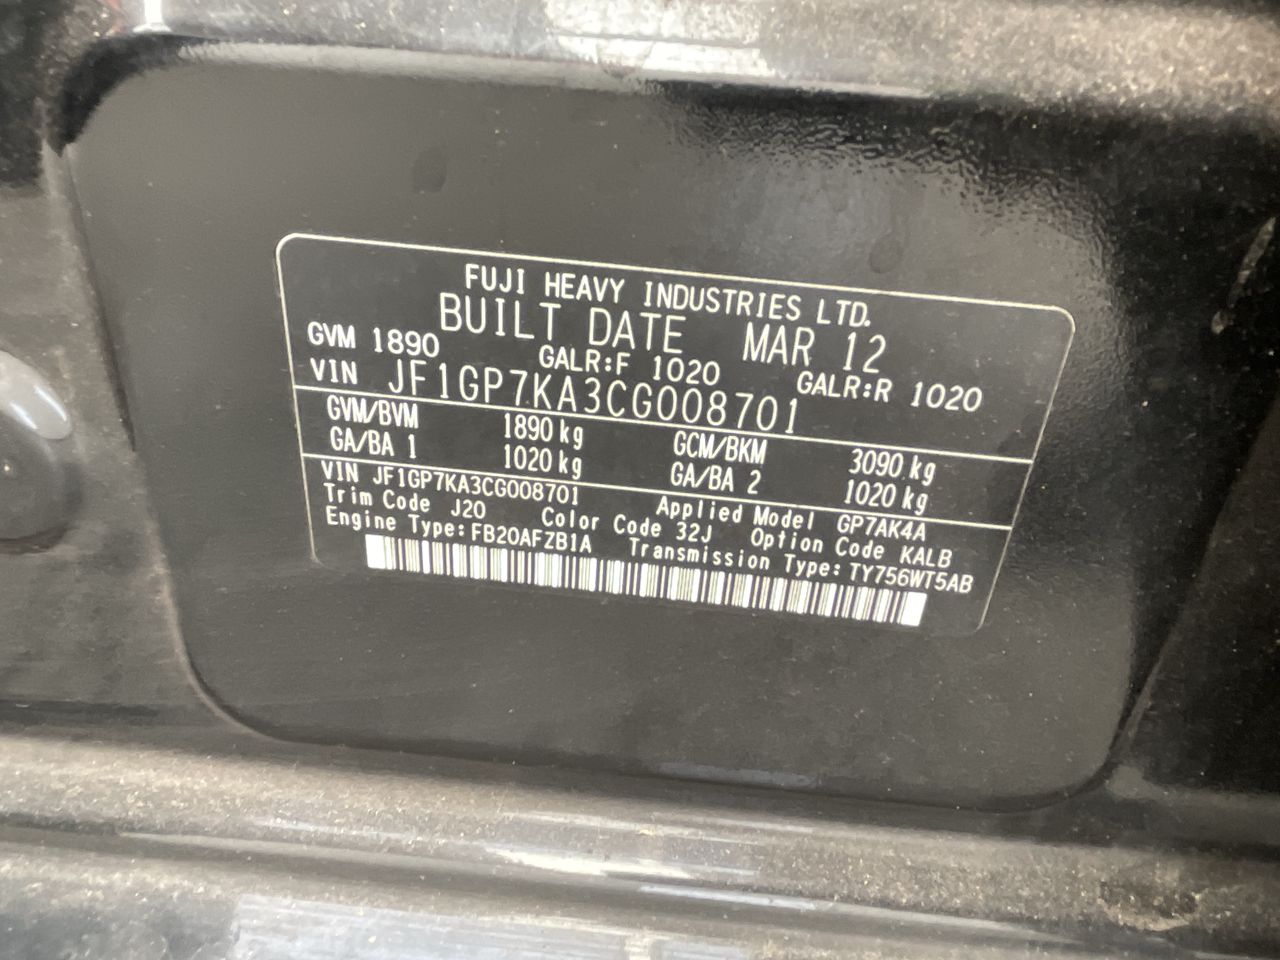 FUJI HEAVY INDUSTRIES LTD.
BUILT DATE MAR 12
GVM 1890 GALR:F 1020 GALR:R 1020
VIN JF1GP7KA3CG008701
GVM/BVM 1890 kg GCM/BKM 3090 kg
GA/BA 1 1020 kg GA/BA 2 1020 kg
VIN JF1GP7KA3CG008701 Applied Model GP7AK4A
Trim Code J20 Color Code 32J Option Code KALB
Engine Type:FB20AFZB1A Transmission Type:TY756WT5AB